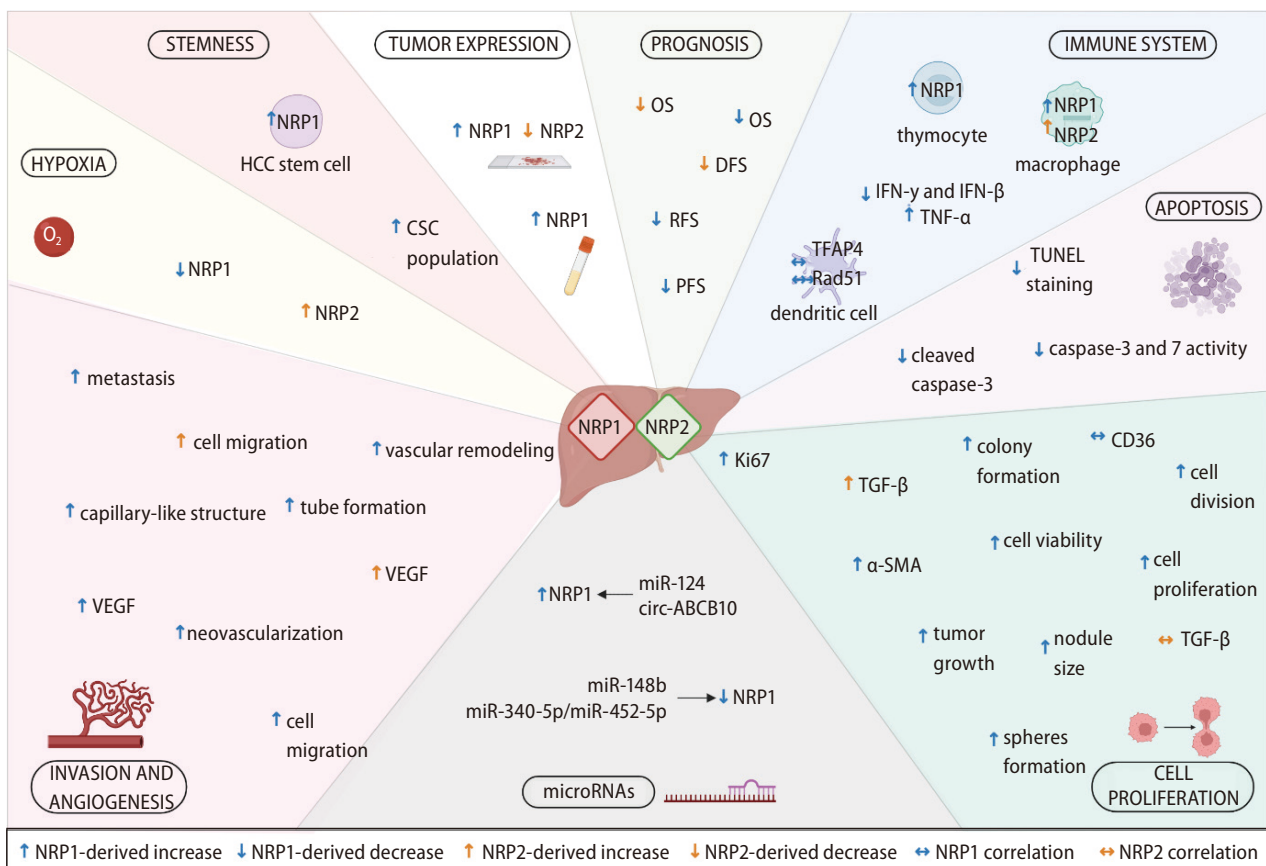 STEMNESS
↑NRP1
HCC stem cell
↑ CSC
population
TUMOR EXPRESSION
↑ NRP1 ↓ NRP2
↑ NRP1
PROGNOSIS
↓ OS
↓ OS
↓ DFS
↓ RFS
↓ PFS
IMMUNE SYSTEM
↑NRP1
thymocyte
↑ NRP1
↑ NRP2
macrophage
↓ IFN-y and IFN-β
↑ TNF-α
↔ TFAP4
↔ Rad51
dendritic cell
HYPOXIA
O₂
↓NRP1
↑ NRP2
APOPTOSIS
↓ TUNEL
staining
↓ cleaved
caspase-3
↓ caspase-3 and 7 activity
NRP1
NRP2
↑ metastasis
↑ cell migration
↑ vascular remodeling
↑ capillary-like structure
↑ tube formation
↑ VEGF
↑ VEGF
↑ neovascularization
↑ cell
migration
INVASION AND
ANGIOGENESIS
↑NRP1
miR-124
circ-ABCB10
miR-148b
miR-340-5p/miR-452-5p
↓ NRP1
microRNAs
↑ Ki67
↑ colony
formation
↔ CD36
↑ TGF-β
↑ cell
division
↑ cell viability
↑ α-SMA
↑ cell
proliferation
↑ tumor
growth
↑ nodule
size
↔ TGF-β
↑ spheres
formation
CELL
PROLIFERATION
↑ NRP1-derived increase ↓ NRP1-derived decrease ↑ NRP2-derived increase ↓ NRP2-derived decrease ↔ NRP1 correlation ↔ NRP2 correlation